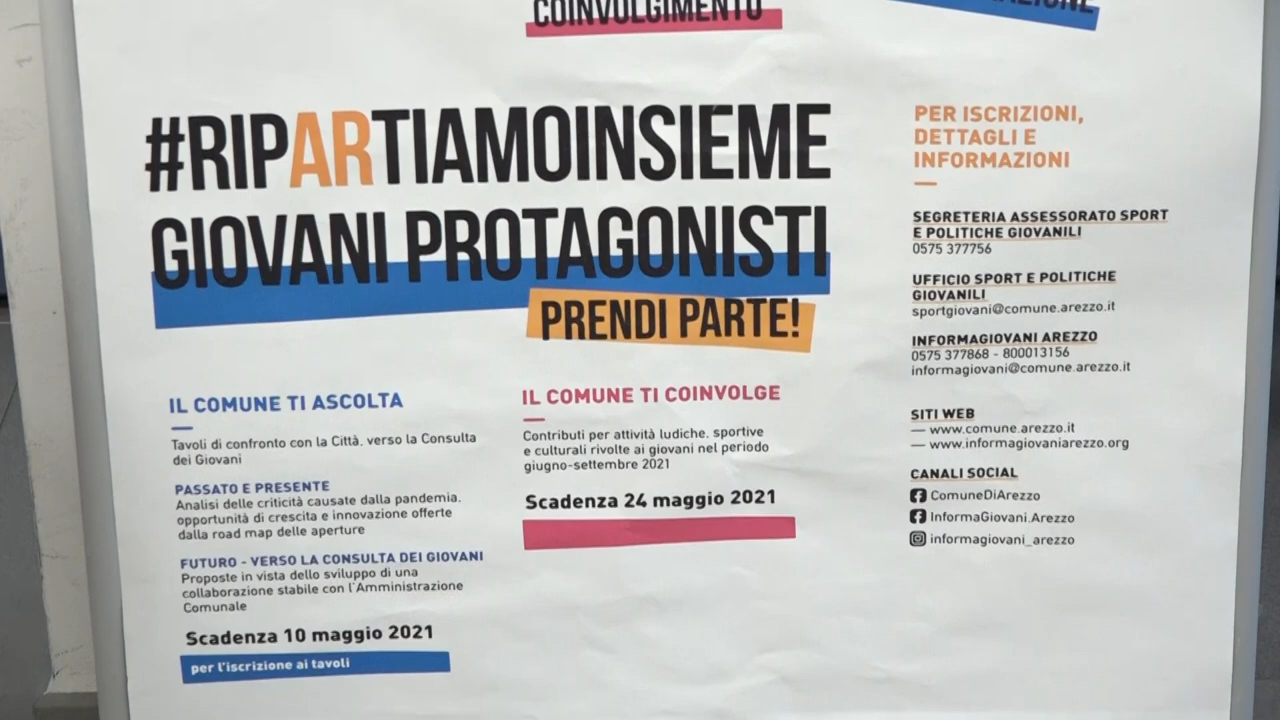 COINVOLGIMENTO
#RIPARTIAMOINSIEME
GIOVANI PROTAGONISTI
PRENDI PARTE!
IL COMUNE TI ASCOLTA
Tavoli di confronto con la Città, verso la Consulta
dei Giovani
PASSATO E PRESENTE
Analisi delle criticità causate dalla pandemia,
opportunità di crescita e innovazione offerte
dalla road map delle aperture
FUTURO - VERSO LA CONSULTA DEI GIOVANI
Proposte in vista dello sviluppo di una
collaborazione stabile con l'Amministrazione
Comunale
Scadenza 10 maggio 2021
per l'iscrizione ai tavoli
IL COMUNE TI COINVOLGE
Contributi per attività ludiche, sportive
e culturali rivolte ai giovani nel periodo
giugno-settembre 2021
Scadenza 24 maggio 2021
PER ISCRIZIONI,
DETTAGLI E
INFORMAZIONI
SEGRETERIA ASSESSORATO SPORT
E POLITICHE GIOVANILI
0575 377756
UFFICIO SPORT E POLITICHE
GIOVANILI
sportgiovani@comune.arezzo.it
INFORMAGIOVANI AREZZO
0575 377868 - 800013156
informagiovani@comune.arezzo.it
SITI WEB
— www.comune.arezzo.it
— www.informagiovaniarezzo.org
CANALI SOCIAL
ComuneDiArezzo
InformaGiovani.Arezzo
informagiovani_arezzo